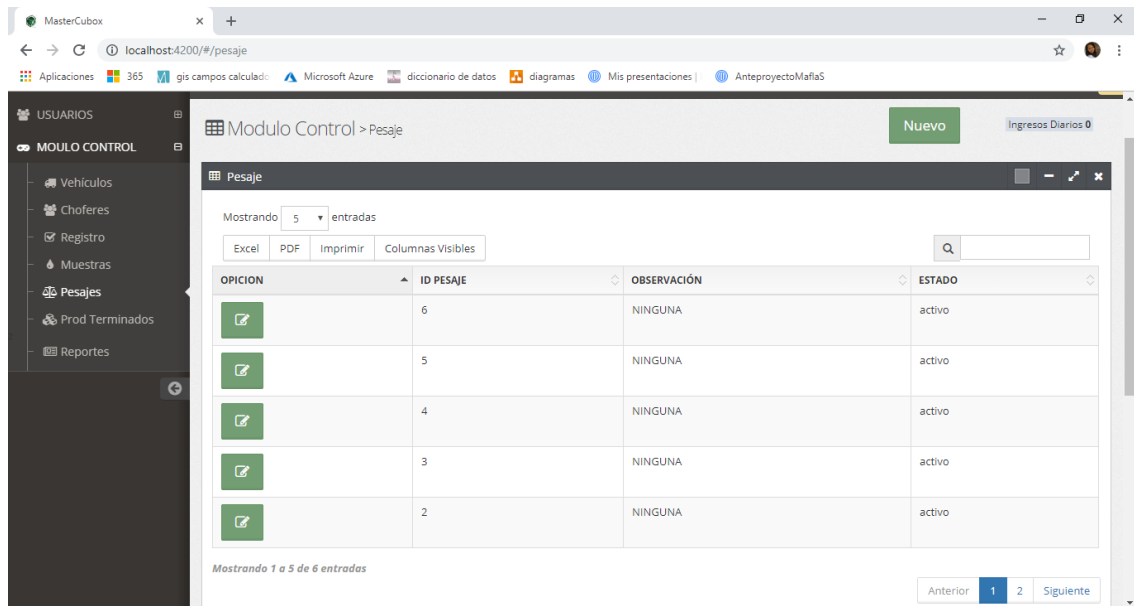 MasterCubox
localhost:4200/#/pesaje
Aplicaciones 365 gis campos calculado Microsoft Azure diccionario de datos diagramas Mis presentaciones | AnteproyectoMaflaS
USUARIOS
MOULO CONTROL
Vehículos
Choferes
Registro
Muestras
Pesajes
Prod Terminados
Reportes
Modulo Control > Pesaje
Nuevo
Ingresos Diarios 0
Pesaje
Mostrando 5 entradas
Excel PDF Imprimir Columnas Visibles
OPICION ID PESAJE OBSERVACIÓN ESTADO
6 NINGUNA activo
5 NINGUNA activo
4 NINGUNA activo
3 NINGUNA activo
2 NINGUNA activo
Mostrando 1 a 5 de 6 entradas
Anterior 1 2 Siguiente